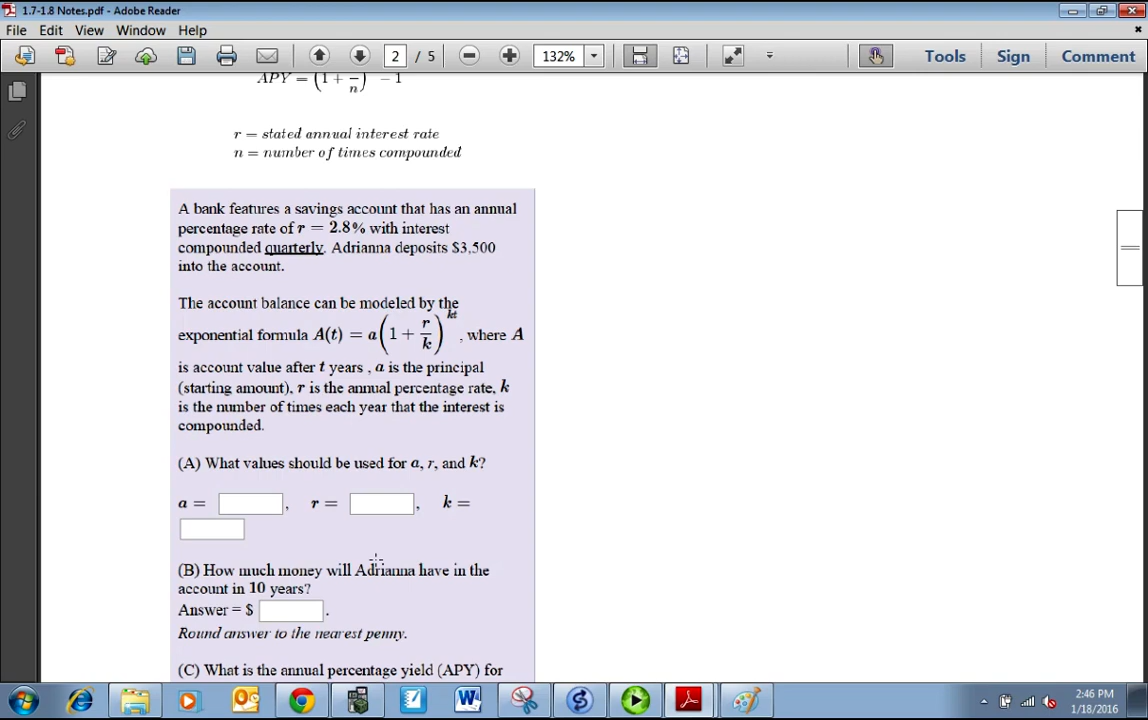 1.7-1.8 Notes.pdf - Adobe Reader
File Edit View Window Help
2 / 5 132% Tools Sign Comment
APY = (1 + r/n) - 1
r = stated annual interest rate
n = number of times compounded
A bank features a savings account that has an annual
percentage rate of r = 2.8% with interest
compounded quarterly. Adrianna deposits $3,500
into the account.
The account balance can be modeled by the
exponential formula A(t) = a(1 + r/k)^kt, where A
is account value after t years , a is the principal
(starting amount), r is the annual percentage rate, k
is the number of times each year that the interest is
compounded.
(A) What values should be used for a, r, and k?
a = , r = , k =
(B) How much money will Adrianna have in the
account in 10 years?
Answer = $ .
Round answer to the nearest penny.
(C) What is the annual percentage yield (APY) for
2:46 PM
1/18/2016